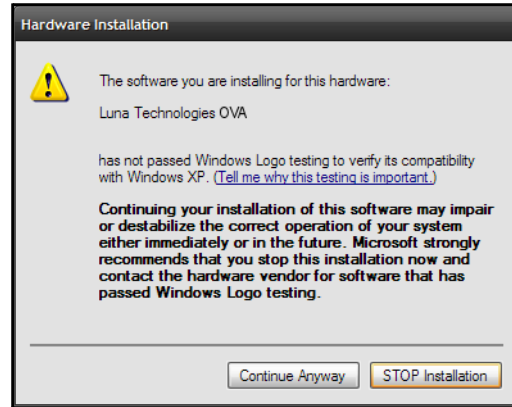 Hardware Installation
The software you are installing for this hardware:
Luna Technologies OVA
has not passed Windows Logo testing to verify its compatibility
with Windows XP. (Tell me why this testing is important.)
Continuing your installation of this software may impair
or destabilize the correct operation of your system
either immediately or in the future. Microsoft strongly
recommends that you stop this installation now and
contact the hardware vendor for software that has
passed Windows Logo testing.
Continue Anyway
STOP Installation